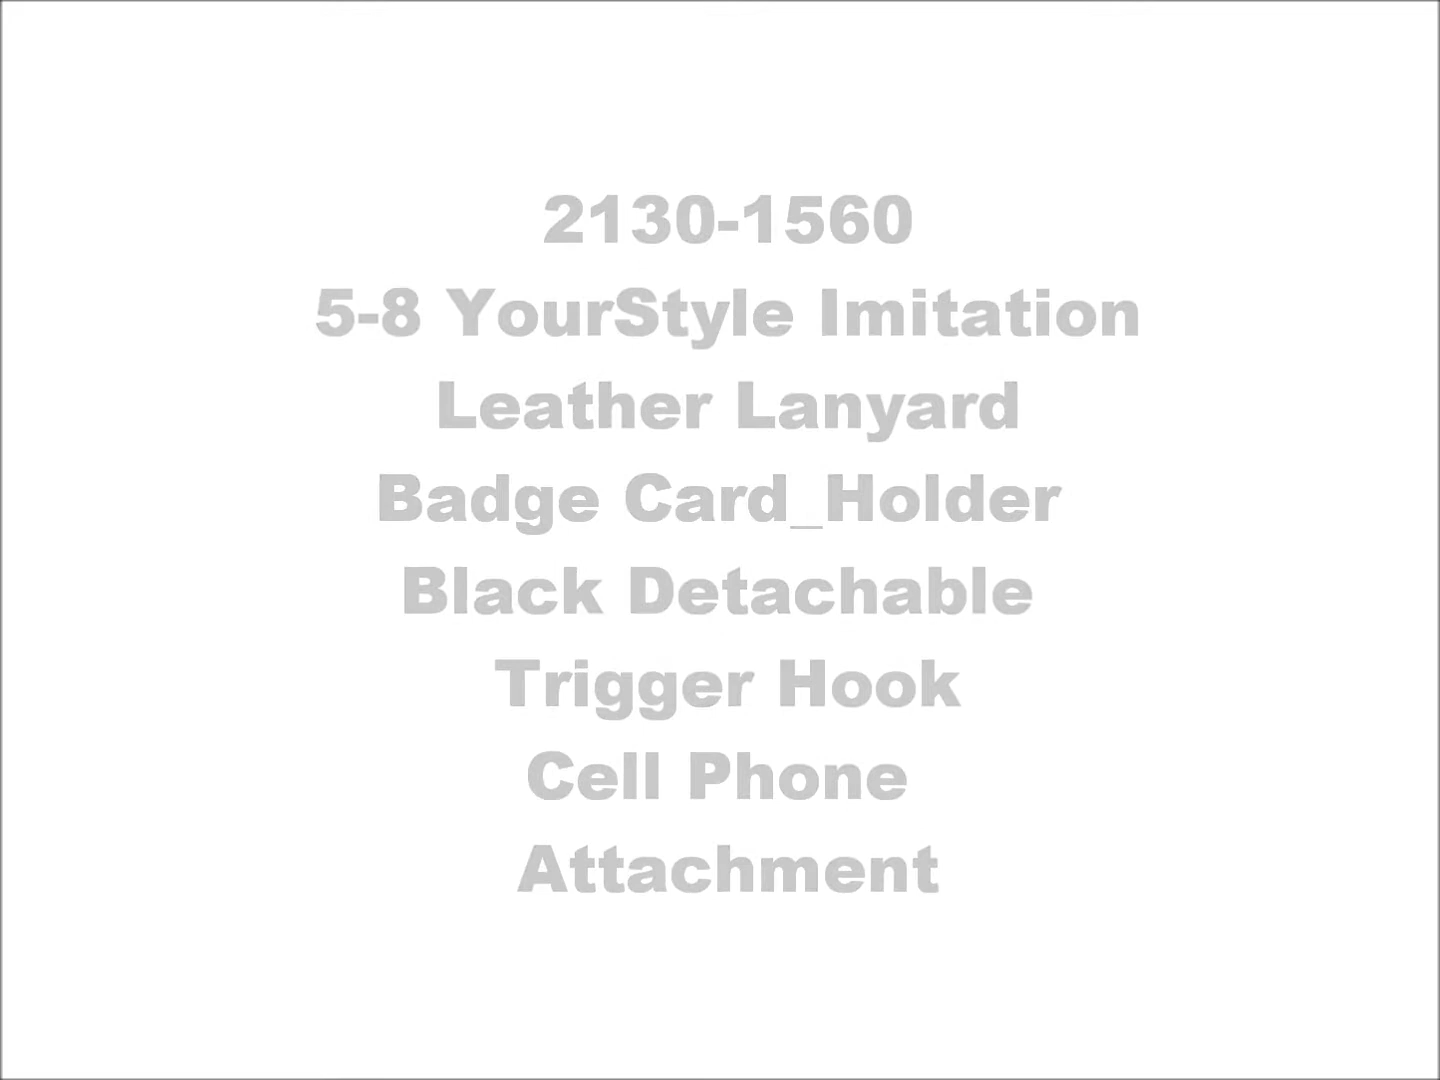 2130-1560
5-8 YourStyle Imitation
Leather Lanyard
Badge Card_Holder
Black Detachable
Trigger Hook
Cell Phone
Attachment